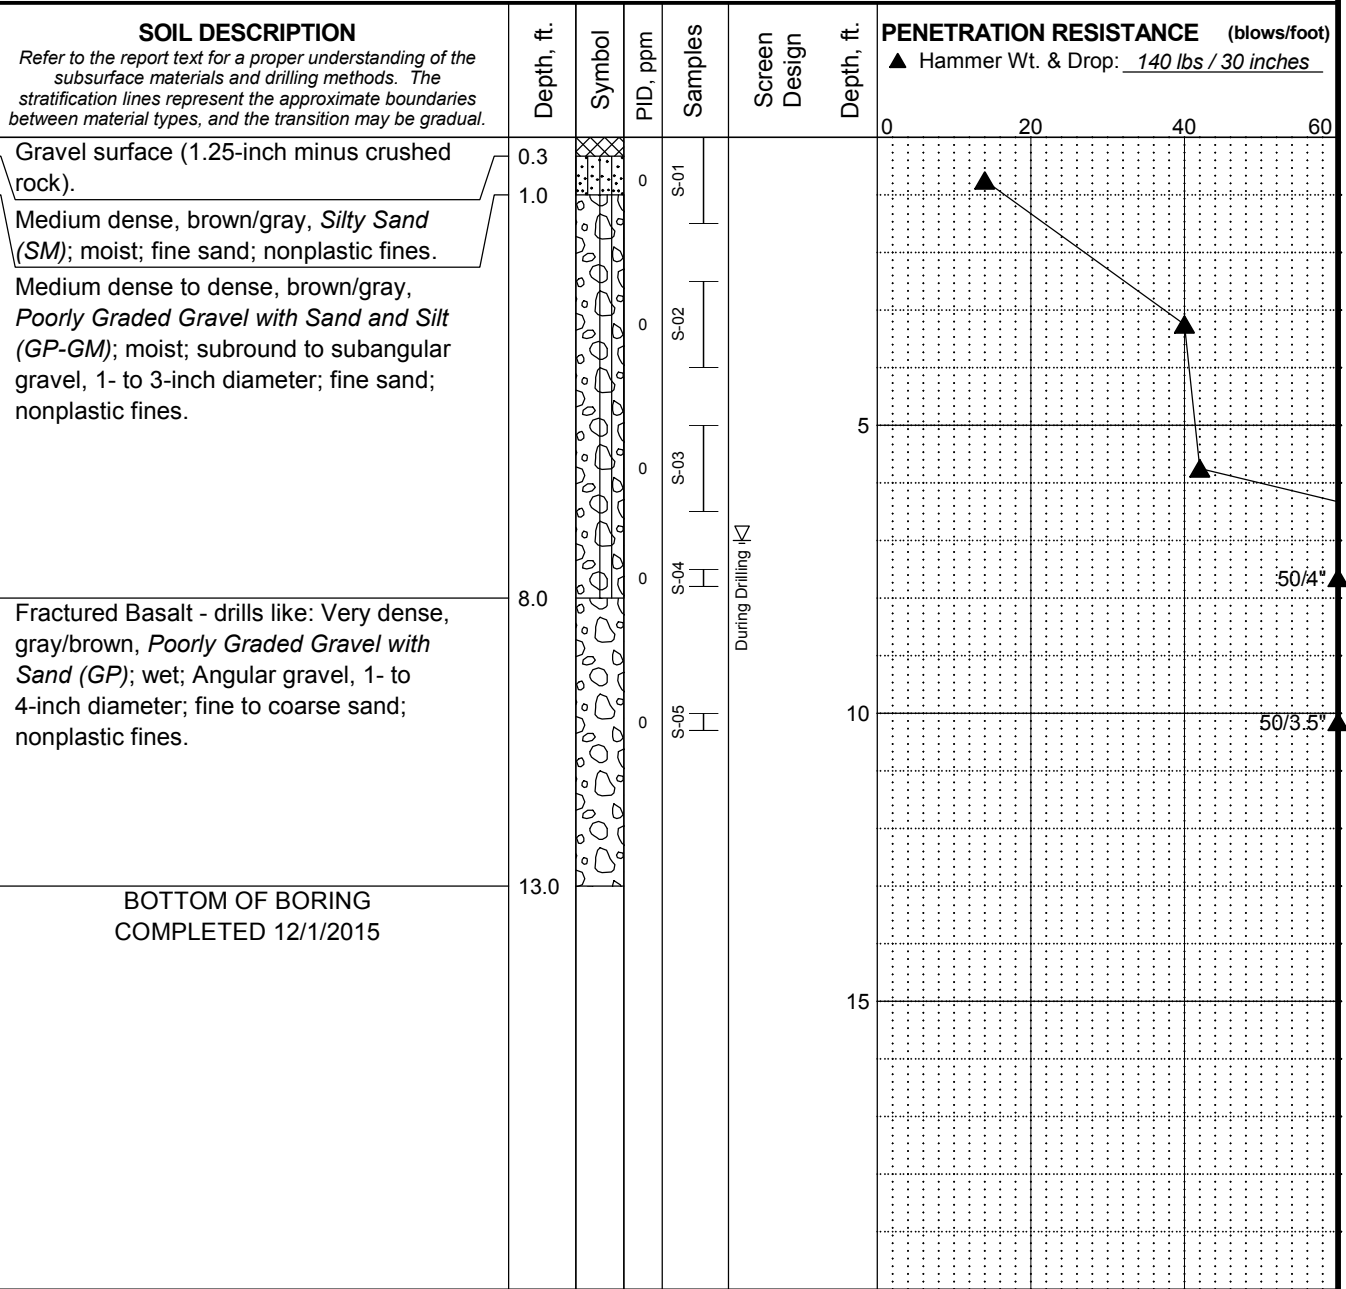 SOIL DESCRIPTION
Refer to the report text for a proper understanding of the
subsurface materials and drilling methods. The
stratification lines represent the approximate boundaries
between material types, and the transition may be gradual.
Depth, ft.
Symbol
PID, ppm
Samples
Screen
Design
Depth, ft.
PENETRATION RESISTANCE (blows/foot)
▲ Hammer Wt. & Drop: 140 lbs / 30 inches
0 20 40 60
Gravel surface (1.25-inch minus crushed
rock).
0.3
1.0
0
S-01
Medium dense, brown/gray, Silty Sand
(SM); moist; fine sand; nonplastic fines.
Medium dense to dense, brown/gray,
Poorly Graded Gravel with Sand and Silt
(GP-GM); moist; subround to subangular
gravel, 1- to 3-inch diameter; fine sand;
nonplastic fines.
0
S-02
5
0
S-03
During Drilling
0
S-04
50/4"
8.0
Fractured Basalt - drills like: Very dense,
gray/brown, Poorly Graded Gravel with
Sand (GP); wet; Angular gravel, 1- to
4-inch diameter; fine to coarse sand;
nonplastic fines.
0
S-05
10
50/3.5"
13.0
BOTTOM OF BORING
COMPLETED 12/1/2015
15